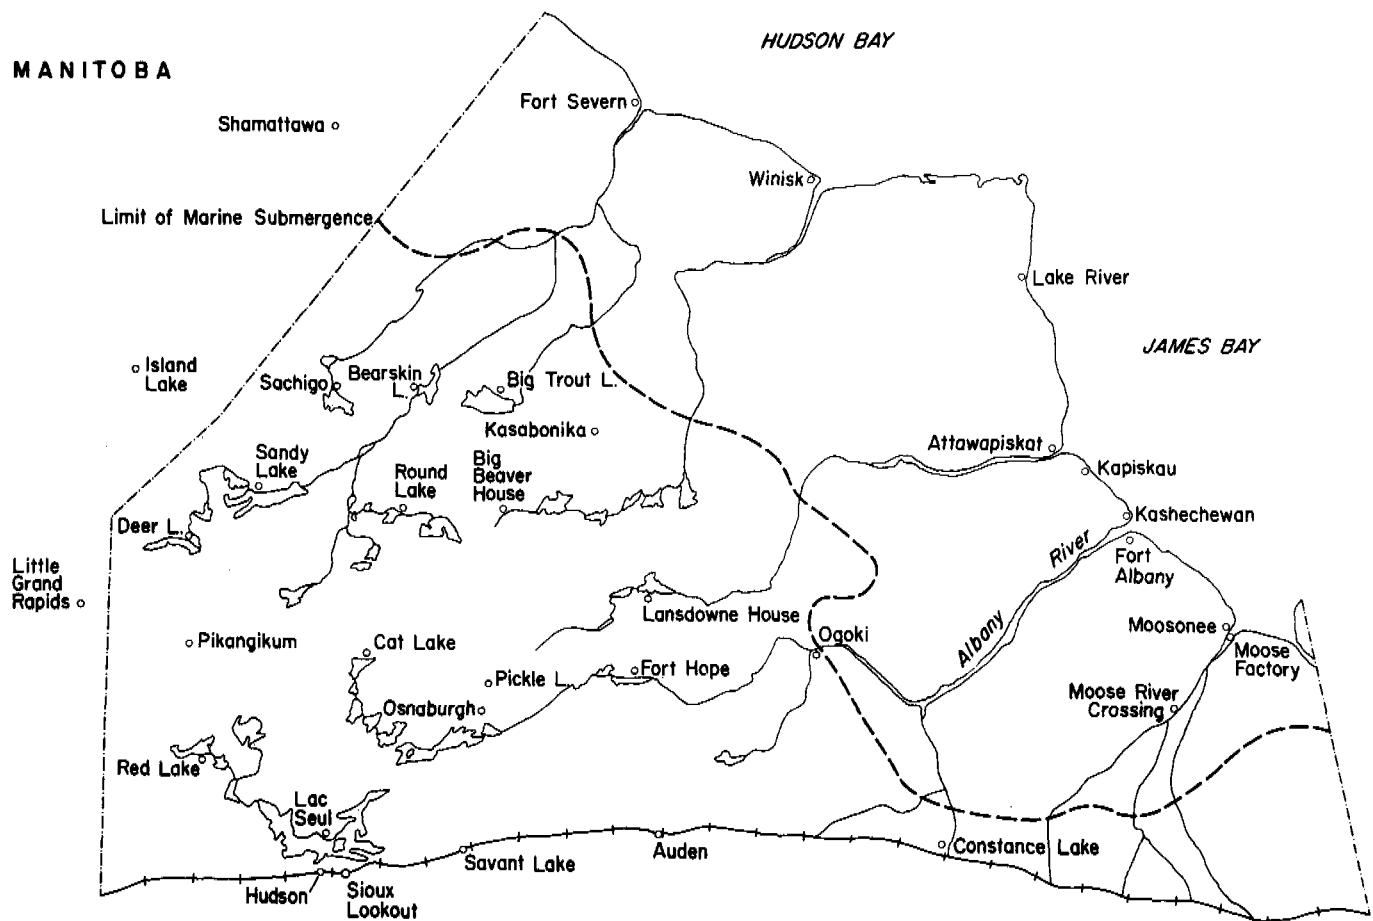 HUDSON BAY
MANITOBA
Fort Severn
Shamattawa
Winisk
Limit of Marine Submergence
Lake River
JAMES BAY
Island
Lake
Sachigo
Bearskin
L.
Big Trout L.
Kasabonika
Attawapiskat
Kapiskau
Sandy
Lake
Round
Lake
Big
Beaver
House
Deer L.
Kashechewan
River
Fort
Albany
Little
Grand
Rapids
Lansdowne House
Albany
Moosonee
Moose
Factory
Pikangikum
Cat Lake
Ogoki
Pickle L.
Fort Hope
Osnaburgh
Moose River
Crossing
Red Lake
Lac
Seul
Savant Lake
Auden
Constance Lake
Hudson
Sioux
Lookout